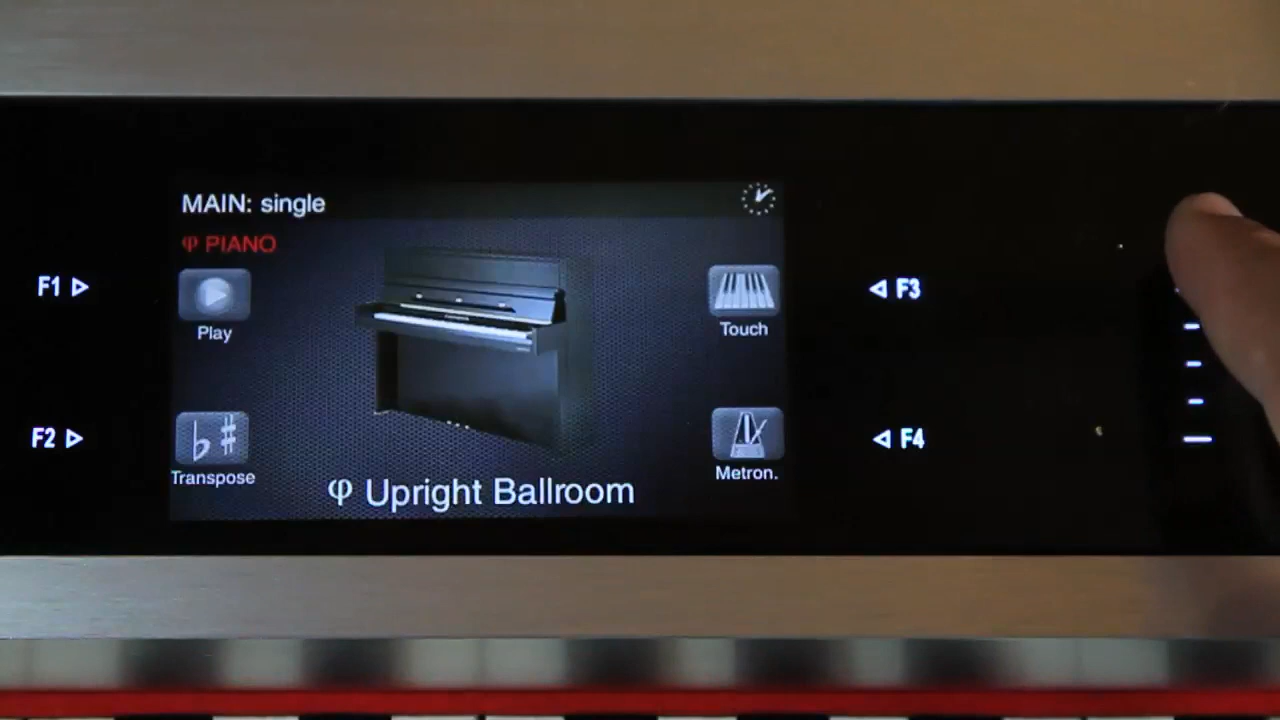 MAIN: single
φ PIANO
F1
Play
Touch
F3
F2
Transpose
Metron.
F4
φ Upright Ballroom